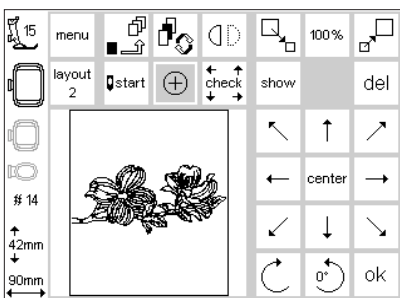 15
menu
100%
layout
2
start
check
show
del
# 14
42mm
90mm
center
0°
ok